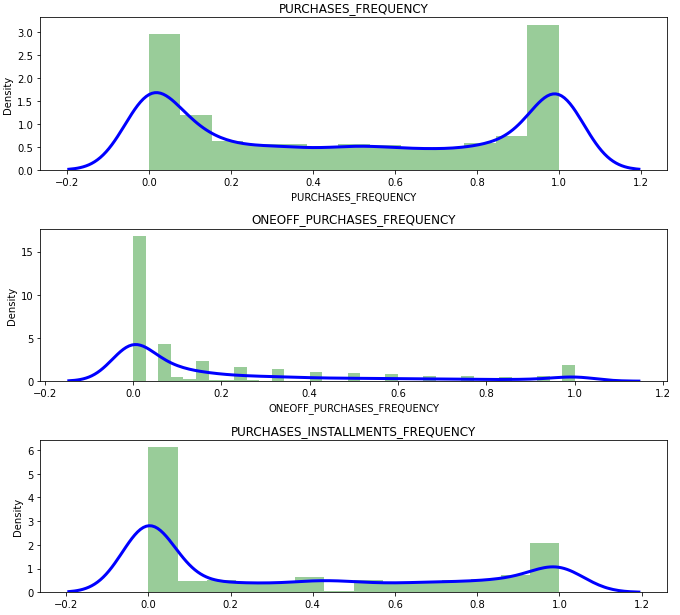 PURCHASES_FREQUENCY
3.0
2.5
2.0
1.5
1.0
0.5
0.0
Density
−0.2 0.0 0.2 0.4 0.6 0.8 1.0 1.2
PURCHASES_FREQUENCY
ONEOFF_PURCHASES_FREQUENCY
15
10
5
0
Density
−0.2 0.0 0.2 0.4 0.6 0.8 1.0 1.2
ONEOFF_PURCHASES_FREQUENCY
PURCHASES_INSTALLMENTS_FREQUENCY
6
5
4
3
2
1
0
Density
−0.2 0.0 0.2 0.4 0.6 0.8 1.0 1.2